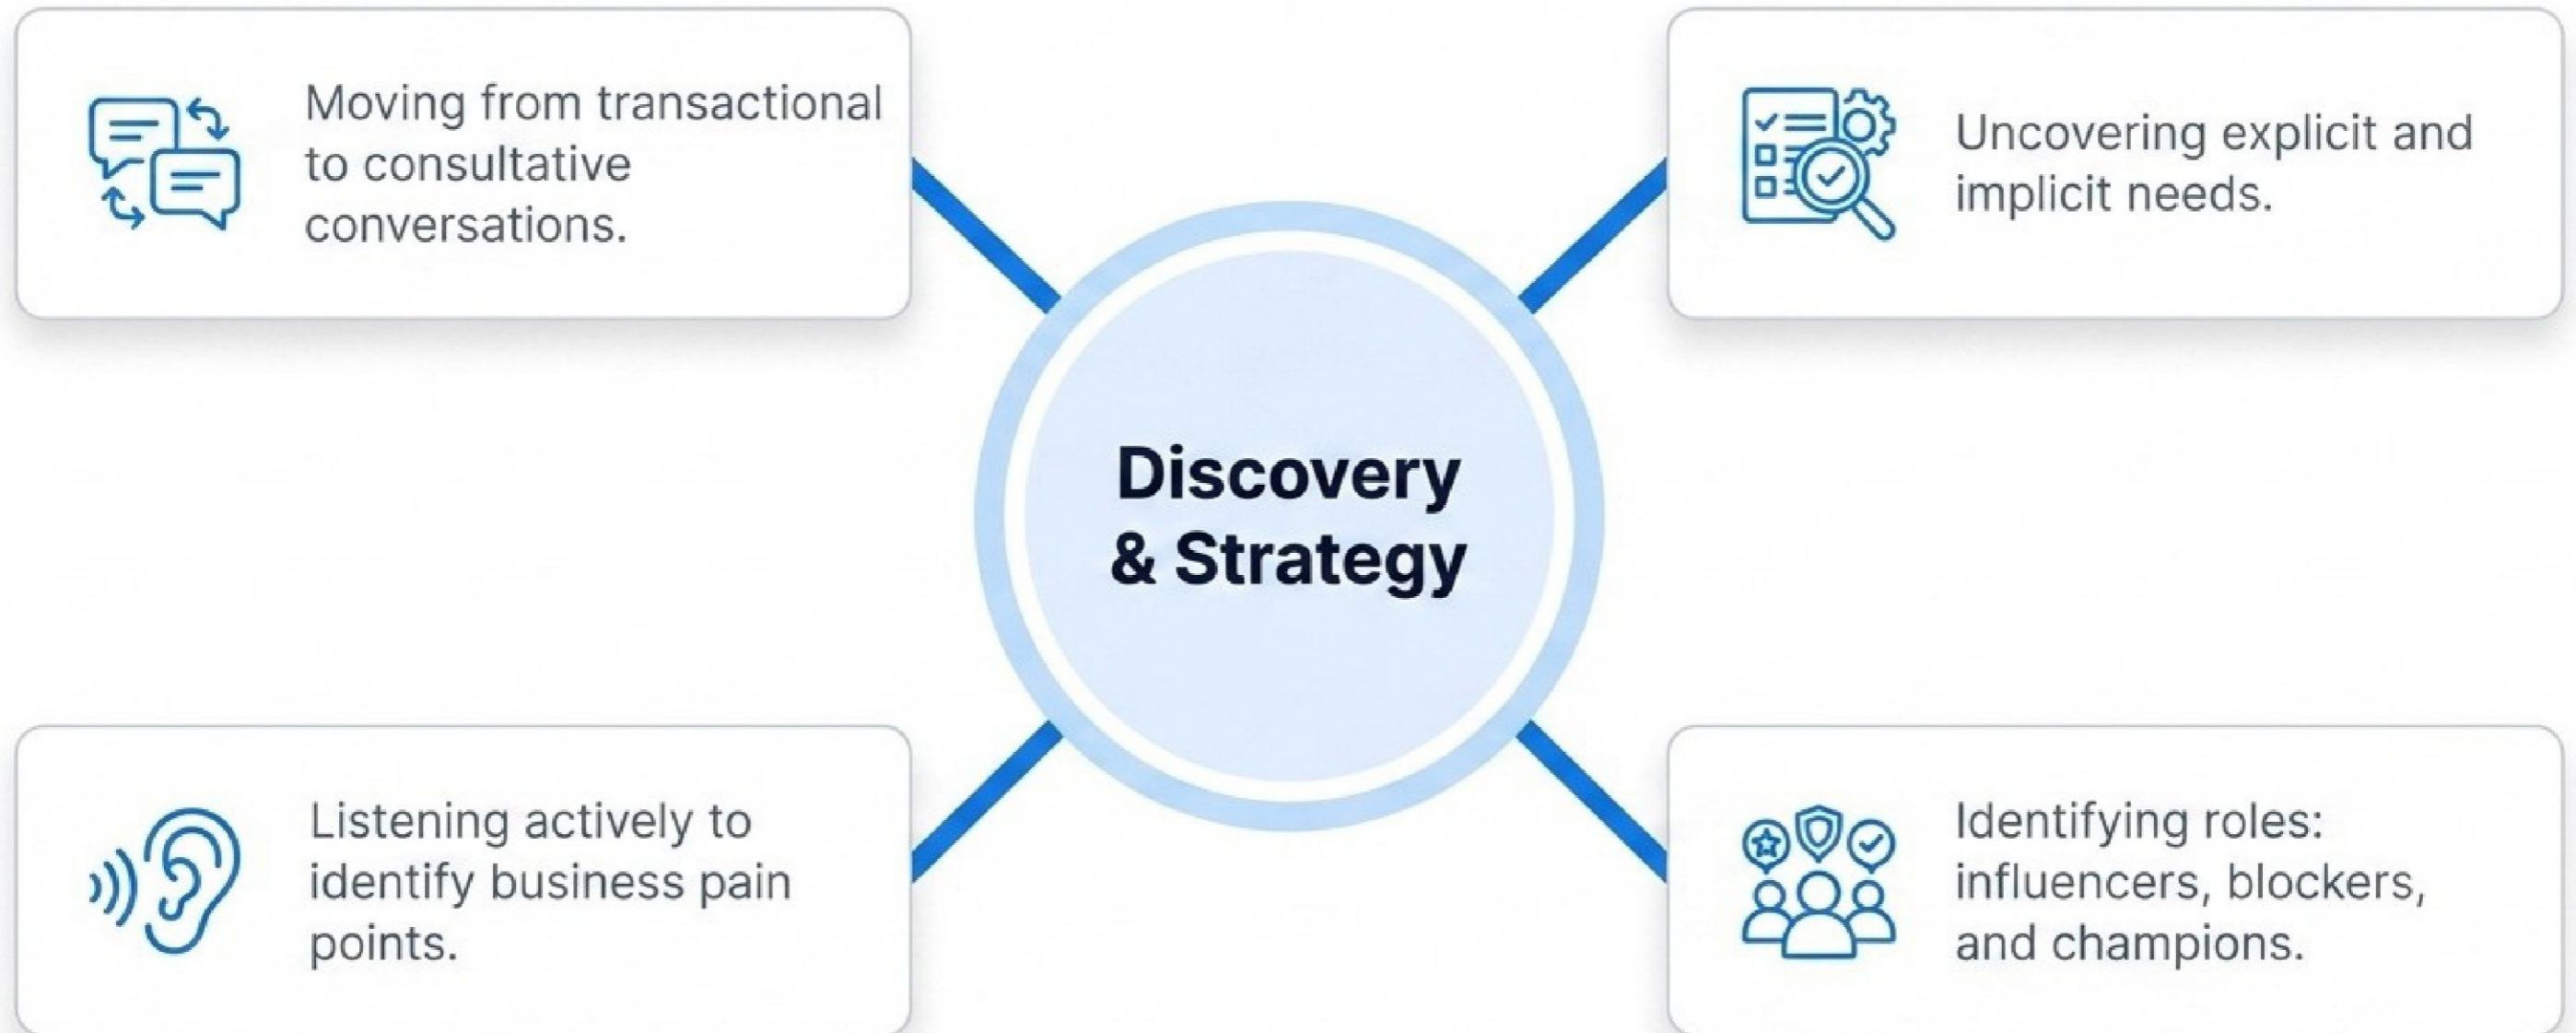 Moving from transactional
to consultative
conversations.
Uncovering explicit and
implicit needs.
Discovery
& Strategy
Listening actively to
identify business pain
points.
Identifying roles:
influencers, blockers,
and champions.